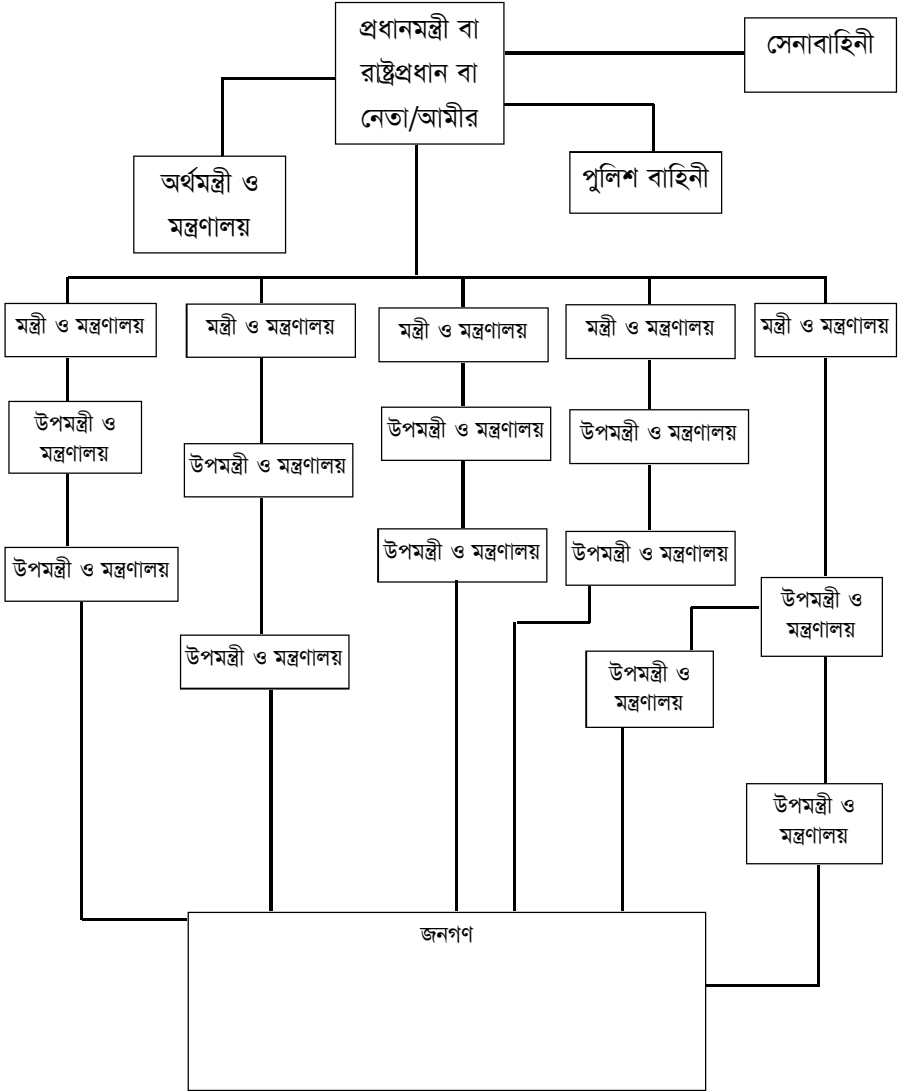 প্রধানমন্ত্রী বা
রাষ্ট্রপ্রধান বা
নেতা/আমীর
সেনাবাহিনী
অর্থমন্ত্রী ও
মন্ত্রণালয়
পুলিশ বাহিনী
মন্ত্রী ও মন্ত্রণালয়
মন্ত্রী ও মন্ত্রণালয়
মন্ত্রী ও মন্ত্রণালয়
মন্ত্রী ও মন্ত্রণালয়
মন্ত্রী ও মন্ত্রণালয়
উপমন্ত্রী ও
মন্ত্রণালয়
উপমন্ত্রী ও মন্ত্রণালয়
উপমন্ত্রী ও মন্ত্রণালয়
উপমন্ত্রী ও মন্ত্রণালয়
উপমন্ত্রী ও মন্ত্রণালয়
উপমন্ত্রী ও মন্ত্রণালয়
উপমন্ত্রী ও মন্ত্রণালয়
উপমন্ত্রী ও
মন্ত্রণালয়
উপমন্ত্রী ও মন্ত্রণালয়
উপমন্ত্রী ও
মন্ত্রণালয়
উপমন্ত্রী ও
মন্ত্রণালয়
জনগণ